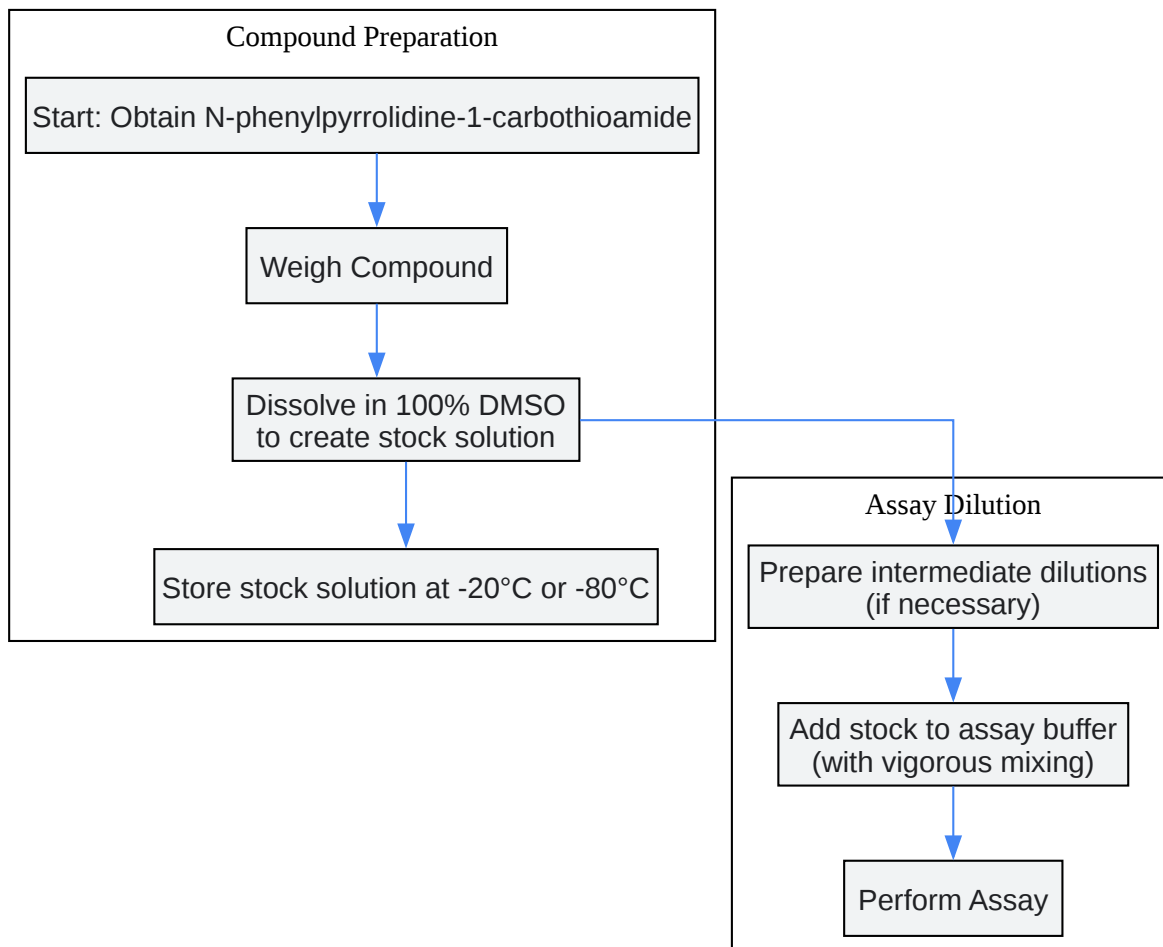 Compound Preparation
Start: Obtain N-phenylpyrrolidine-1-carbothioamide
Weigh Compound
Dissolve in 100% DMSO
to create stock solution
Store stock solution at -20°C or -80°C
Assay Dilution
Prepare intermediate dilutions
(if necessary)
Add stock to assay buffer
(with vigorous mixing)
Perform Assay